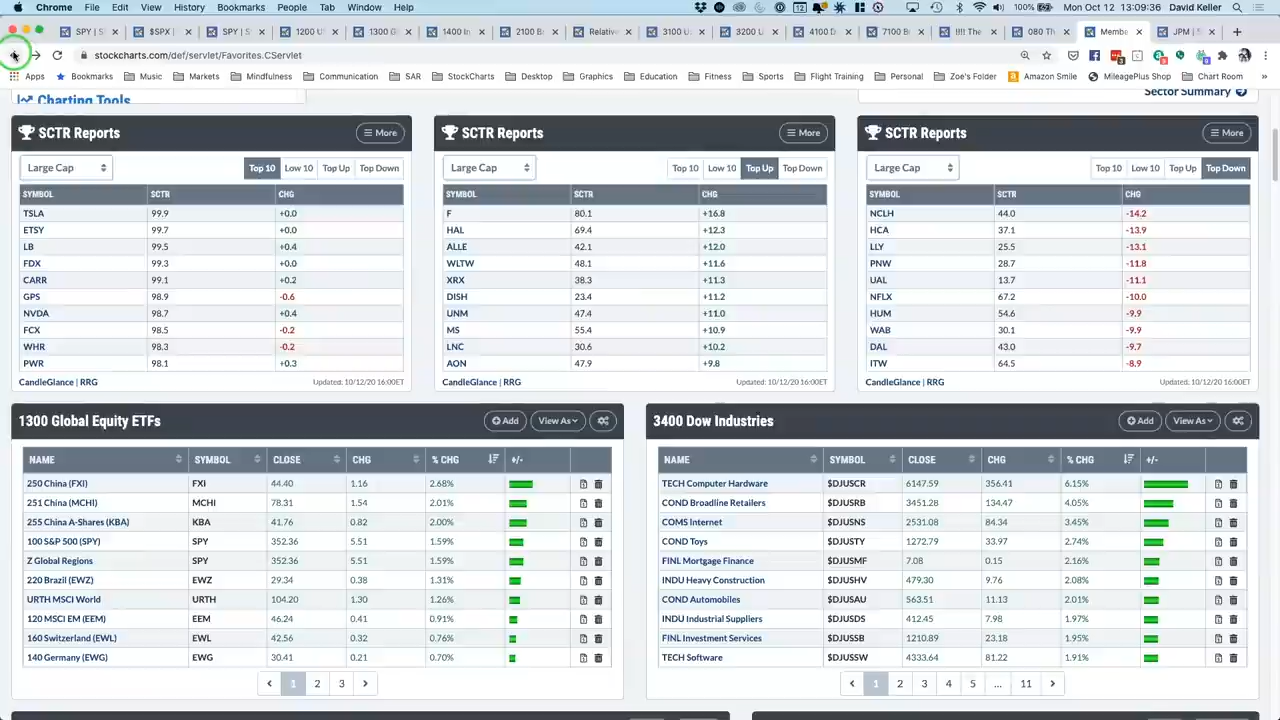 Chrome File Edit View History Bookmarks People Tab Window Help 100% Mon Oct 12 13:09:36 David Keller
SPY | S $SPX | SPY | S 1200 U 1300 G 1400 In 2100 B Relative 3100 U 3200 U 4100 D 7100 B !!!! The 080 Th Membe JPM | S
stockcharts.com/def/servlet/Favorites.CServlet
Apps Bookmarks Music Markets Mindfulness Communication SAR StockCharts Desktop Graphics Education Fitness Sports Flight Training Personal Zoe's Folder Amazon Smile MileagePlus Shop Chart Room »
Charting Tools
Sector Summary
SCTR Reports More
Large Cap Top 10 Low 10 Top Up Top Down
SYMBOL SCTR CHG
TSLA 99.9 +0.0
ETSY 99.7 +0.0
LB 99.5 +0.4
FDX 99.3 +0.0
CARR 99.1 +0.2
GPS 98.9 -0.6
NVDA 98.7 +0.4
FCX 98.5 -0.2
WHR 98.3 -0.2
PWR 98.1 +0.3
CandleGlance | RRG Updated: 10/12/20 16:00ET
SCTR Reports More
Large Cap Top 10 Low 10 Top Up Top Down
SYMBOL SCTR CHG
F 80.1 +16.8
HAL 69.4 +12.3
ALLE 42.1 +12.0
WLTW 48.1 +11.6
XRX 38.3 +11.3
DISH 23.4 +11.2
UNM 47.4 +11.0
MS 55.4 +10.9
LNC 30.6 +10.2
AON 47.9 +9.8
CandleGlance | RRG Updated: 10/12/20 16:00ET
SCTR Reports More
Large Cap Top 10 Low 10 Top Up Top Down
SYMBOL SCTR CHG
NCLH 44.0 -14.2
HCA 37.1 -13.9
LLY 25.5 -13.1
PNW 28.7 -11.8
UAL 13.7 -11.1
NFLX 67.2 -10.0
HUM 54.6 -9.9
WAB 30.1 -9.9
DAL 43.0 -9.7
ITW 64.5 -8.9
CandleGlance | RRG Updated: 10/12/20 16:00ET
1300 Global Equity ETFs Add View As
NAME SYMBOL CLOSE CHG % CHG +/-
250 China (FXI) FXI 44.40 1.16 2.68%
251 China (MCHI) MCHI 78.31 1.54 2.01%
255 China A-Shares (KBA) KBA 41.76 0.82 2.00%
100 S&P 500 (SPY) SPY 352.36 5.51 1.59%
Z Global Regions SPY 352.36 5.51 1.59%
220 Brazil (EWZ) EWZ 29.34 0.38 1.31%
URTH MSCI World URTH 104.20 1.30 1.26%
120 MSCI EM (EEM) EEM 46.24 0.41 0.91%
160 Switzerland (EWL) EWL 42.56 0.32 0.76%
140 Germany (EWG) EWG 30.41 0.21 0.70%
1 2 3
3400 Dow Industries Add View As
NAME SYMBOL CLOSE CHG % CHG +/-
TECH Computer Hardware $DJUSCR 6147.59 356.41 6.15%
COND Broadline Retailers $DJUSRB 3451.28 134.47 4.05%
COMS Internet $DJUSNS 2531.08 84.34 3.45%
COND Toys $DJUSTY 1272.79 33.97 2.74%
FINL Mortgage Finance $DJUSMF 7.08 0.15 2.16%
INDU Heavy Construction $DJUSHV 479.30 9.76 2.08%
COND Automobiles $DJUSAU 563.51 11.13 2.01%
INDU Industrial Suppliers $DJUSDS 412.45 7.98 1.97%
FINL Investment Services $DJUSSB 1210.89 23.18 1.95%
TECH Software $DJUSSW 4333.64 81.22 1.91%
1 2 3 4 5 ... 11